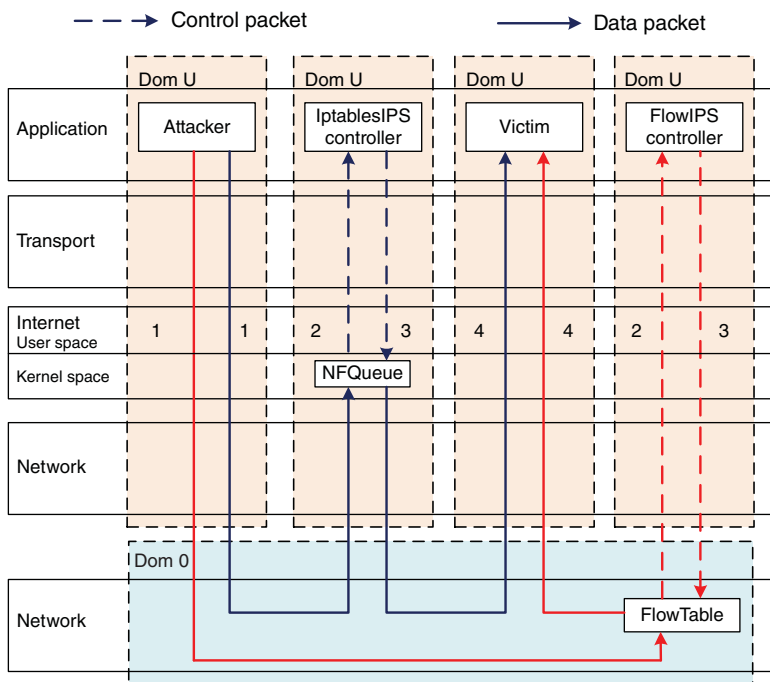 Control packet
Data packet
Dom U
Dom U
Dom U
Dom U
Application
Attacker
IptablesIPS
controller
Victim
FlowIPS
controller
Transport
Internet
User space
1
1
2
3
4
4
2
3
Kernel space
NFQueue
Network
Dom 0
Network
FlowTable